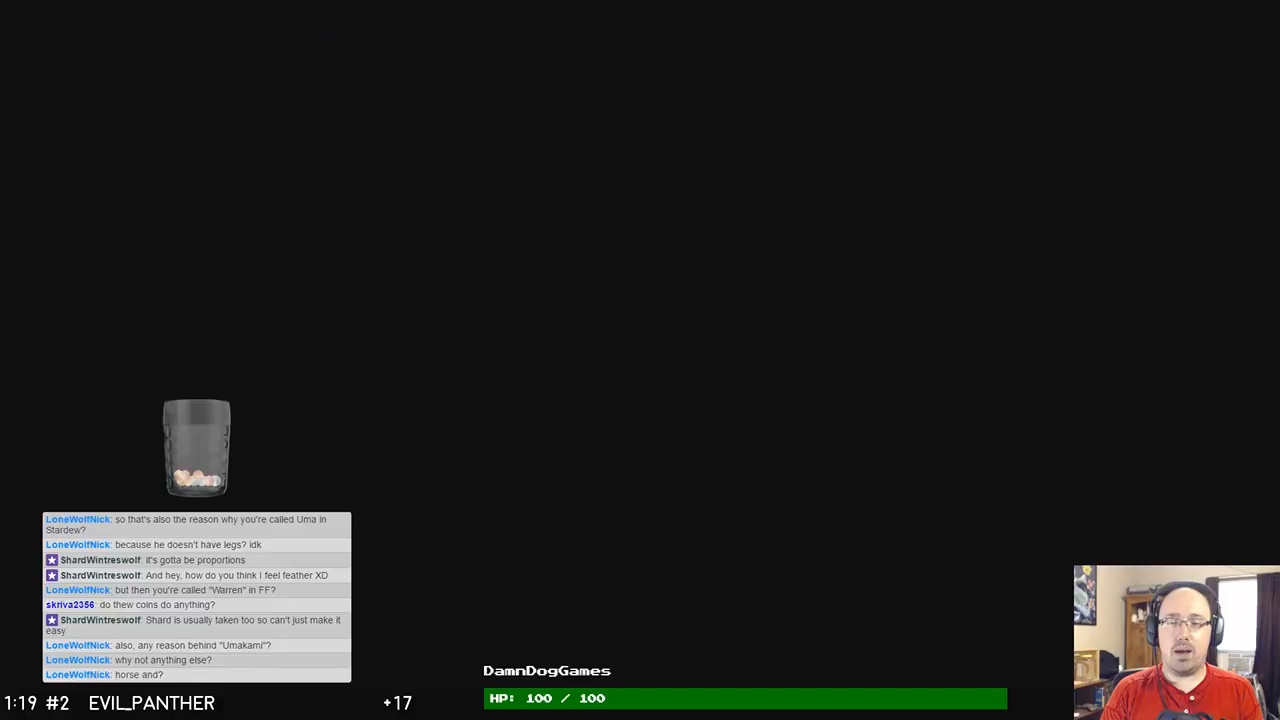 LoneWolfNick: so that's also the reason why you're called Uma in
Stardew?
LoneWolfNick: because he doesn't have legs? idk
ShardWintreswolf: it's gotta be proportions
ShardWintreswolf: And hey, how do you think I feel feather XD
LoneWolfNick: but then you're called "Warren" in FF?
skriva2356: do thew coins do anything?
ShardWintreswolf: Shard is usually taken too so can't just make it
easy
LoneWolfNick: also, any reason behind "Umakami"?
LoneWolfNick: why not anything else?
LoneWolfNick: horse and?
DamnDogGames
HP: 100 / 100
1:19 #2 EVIL_PANTHER +17